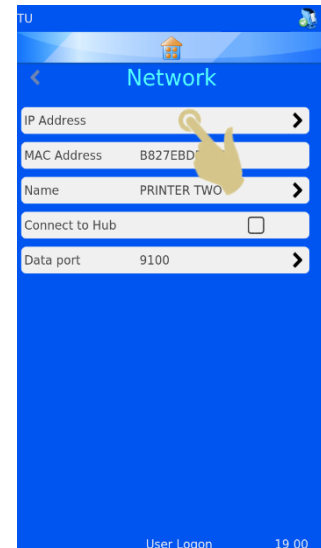 TU
Network
IP Address
MAC Address
Name PRINTER TWO
Connect to Hub
Data port 9100
User Logon 19 00